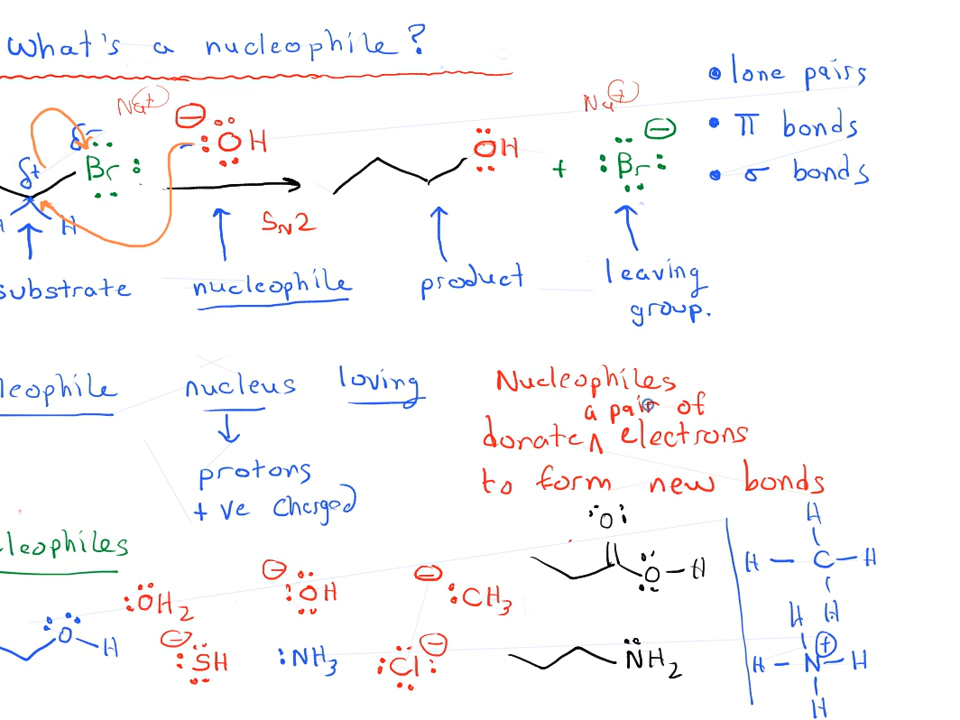 What's a nucleophile?
• lone pairs
• π bonds
• σ bonds
Na+ ⊖ :ÖH
Na+ ⊖
δ+ δ- Br:
H H
SN2
OH + :Br:
substrate nucleophile product leaving
group.
leophile nucleus loving
protons
+ve charged
Nucleophiles
a pair of
donate ∧ electrons
to form new bonds
leophiles
:OH2 ⊖ :OH ⊖ :CH3
:O:
O-H
O-H
⊖ :SH :NH3 :Cl: ⊖ NH2
H
H-C-H
H
H
H-N-H
+
H